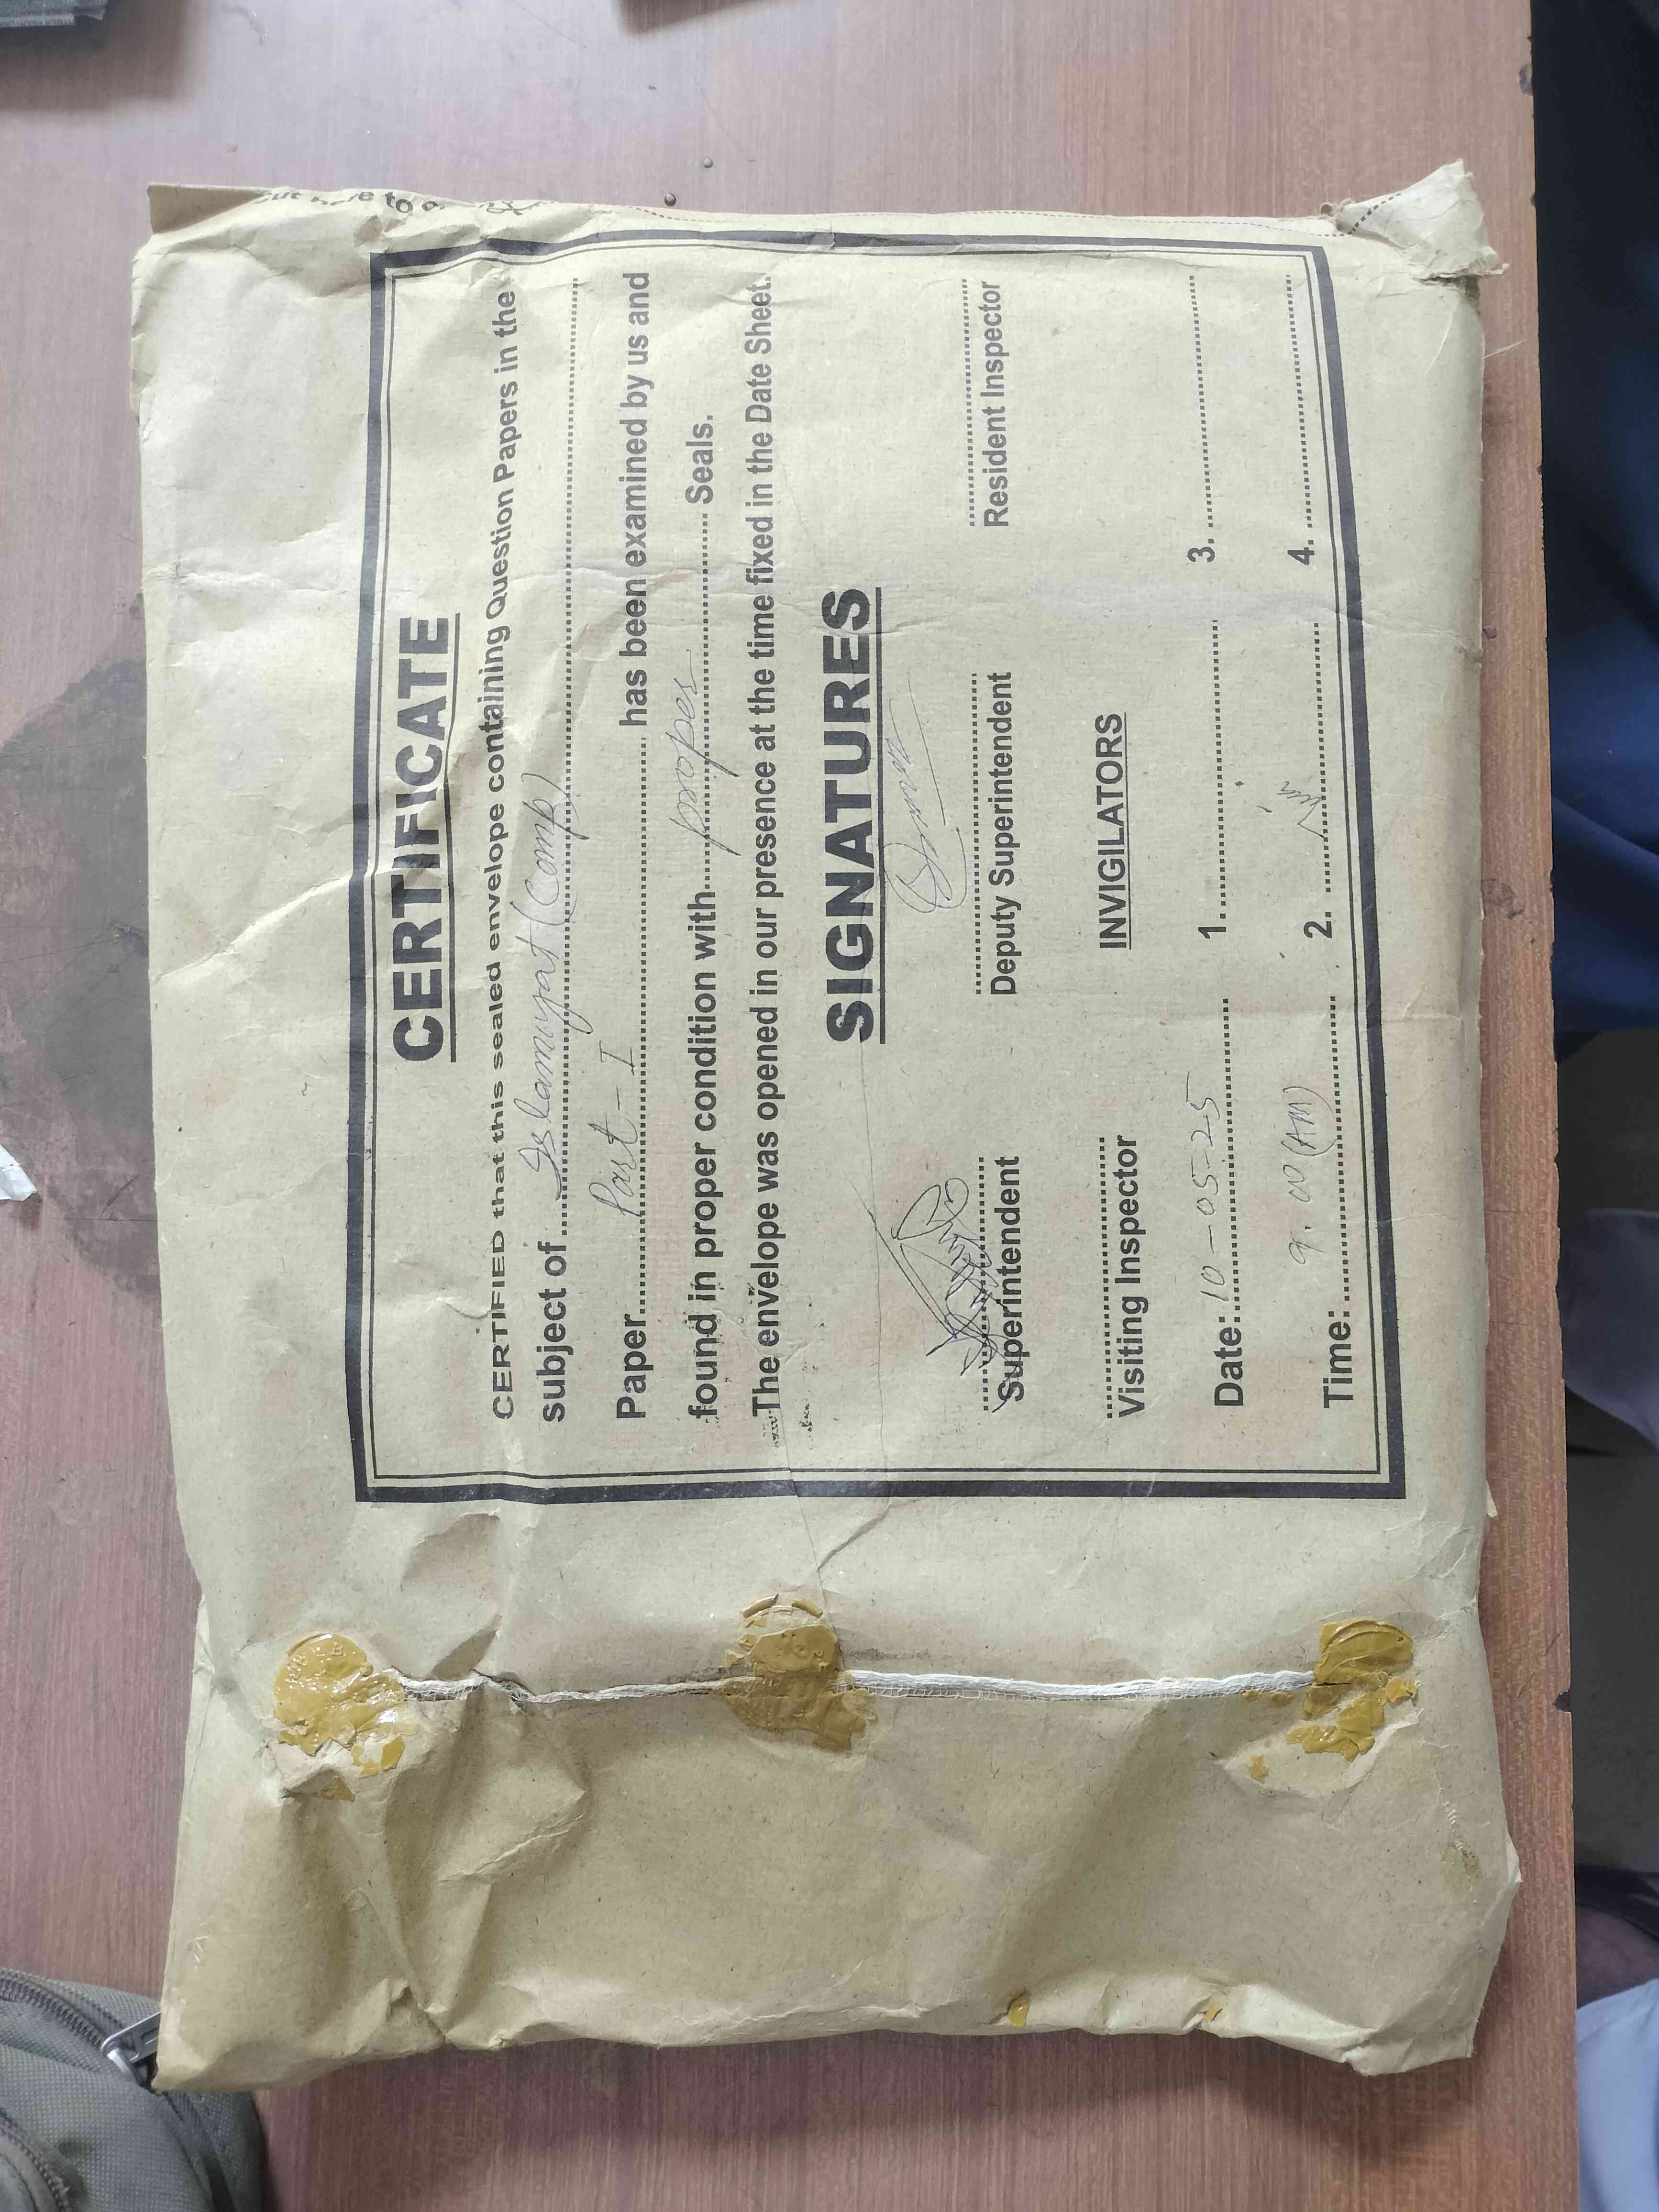 cut here to
CERTIFICATE
CERTIFIED that this sealed envelope containing Question Papers in the
subject of Islamiyat (Comp)
Paper Part - I has been examined by us and
found in proper condition with proper Seals.
The envelope was opened in our presence at the time fixed in the Date Sheet.
SIGNATURES
Superintendent Deputy Superintendent Resident Inspector
Visiting Inspector INVIGILATORS
Date: 10-05-25 1. 3.
Time: 9:00 (AM) 2. 4.